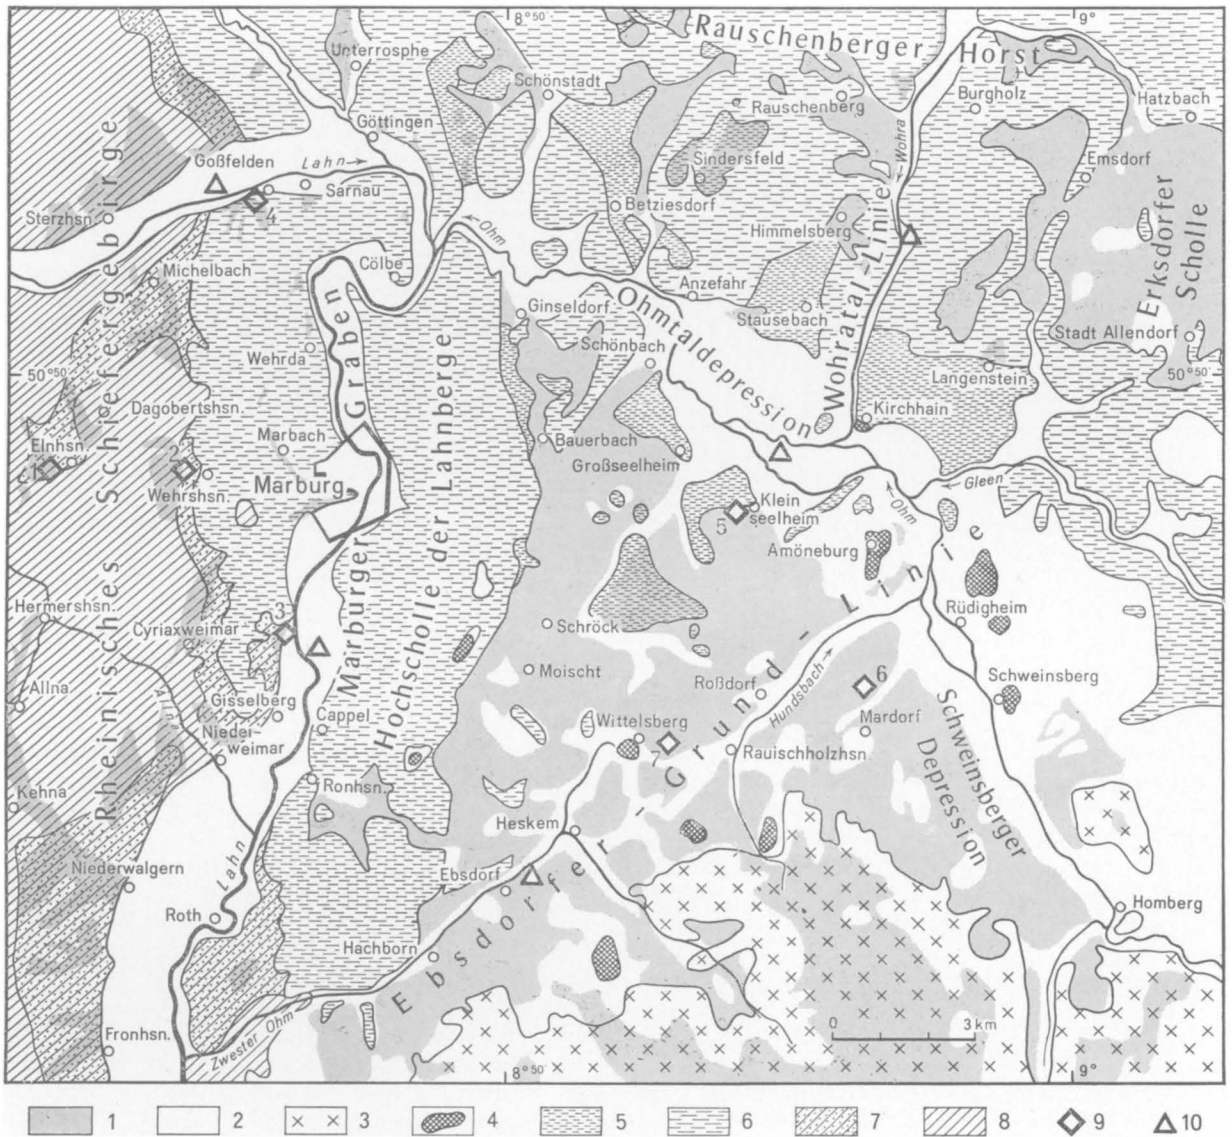 8°50'
9°
Rauschenberger Horst
Unterrosphe
Schönstadt
Rauschenberg
Burgholz
Hatzbach
Göttingen
Goßfelden
Lahn
Sarnau
4
Sterzhsn.
Sindersfeld
Wohra
Emsdorf
Betziesdorf
Himmelsberg
Ohm
Erksdorfer
Scholle
Michelbach
Cölbe
Anzefahr
Ginseldorf
Stausebach
Stadt Allendorf
Wohratal-Linie
Ohmtaldepression
Schönbach
Wehrda
50°50'
Langenstein
Dagobertshsn.
Kirchhain
Marbach
Bauerbach
Elnhsn.
1
2
Wehrshsn.
Marburg
Großseelheim
Gleen
Klein
seelheim
5
Ohm
Amöneburg
Rheinisches Schiefergebirge
Marburger Graben
Hochscholle der Lahnberge
Hermershsn.
Rüdigheim
Cyriaxweimar
3
Schröck
Moischt
Allna
Allna
Roßdorf
Hundsbach
6
Schweinsberg
Gisselberg
Cappel
Wittelsberg
7
Mardorf
Nieder
weimar
Rauischholzhsn
Ebsdorfer-Grund-Linie
Schweinsberger
Depression
Kehna
Ronhsn.
Heskem
Niederwalgern
Lahn
Ebsdorf
Roth
Homberg
Hachborn
Fronhsn.
Zwester Ohm
0 3 km
8°50'
9°
1 2 3 4 5 6 7 8 9 10